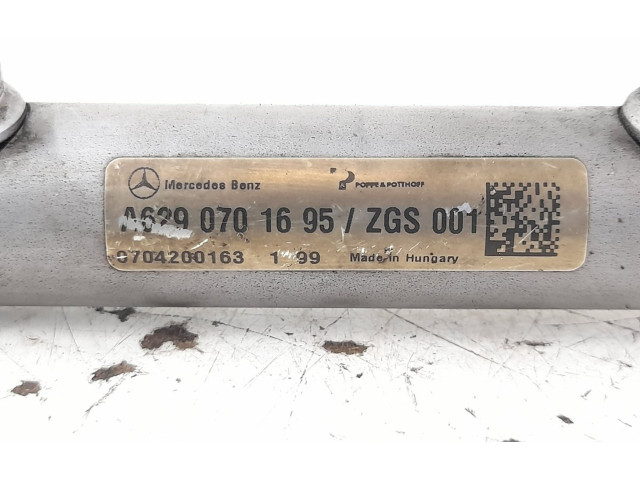 Mercedes Benz
POPPE & POTTHOFF
A629 070 16 95 / ZGS 001
0704200163 1 99
Made in Hungary